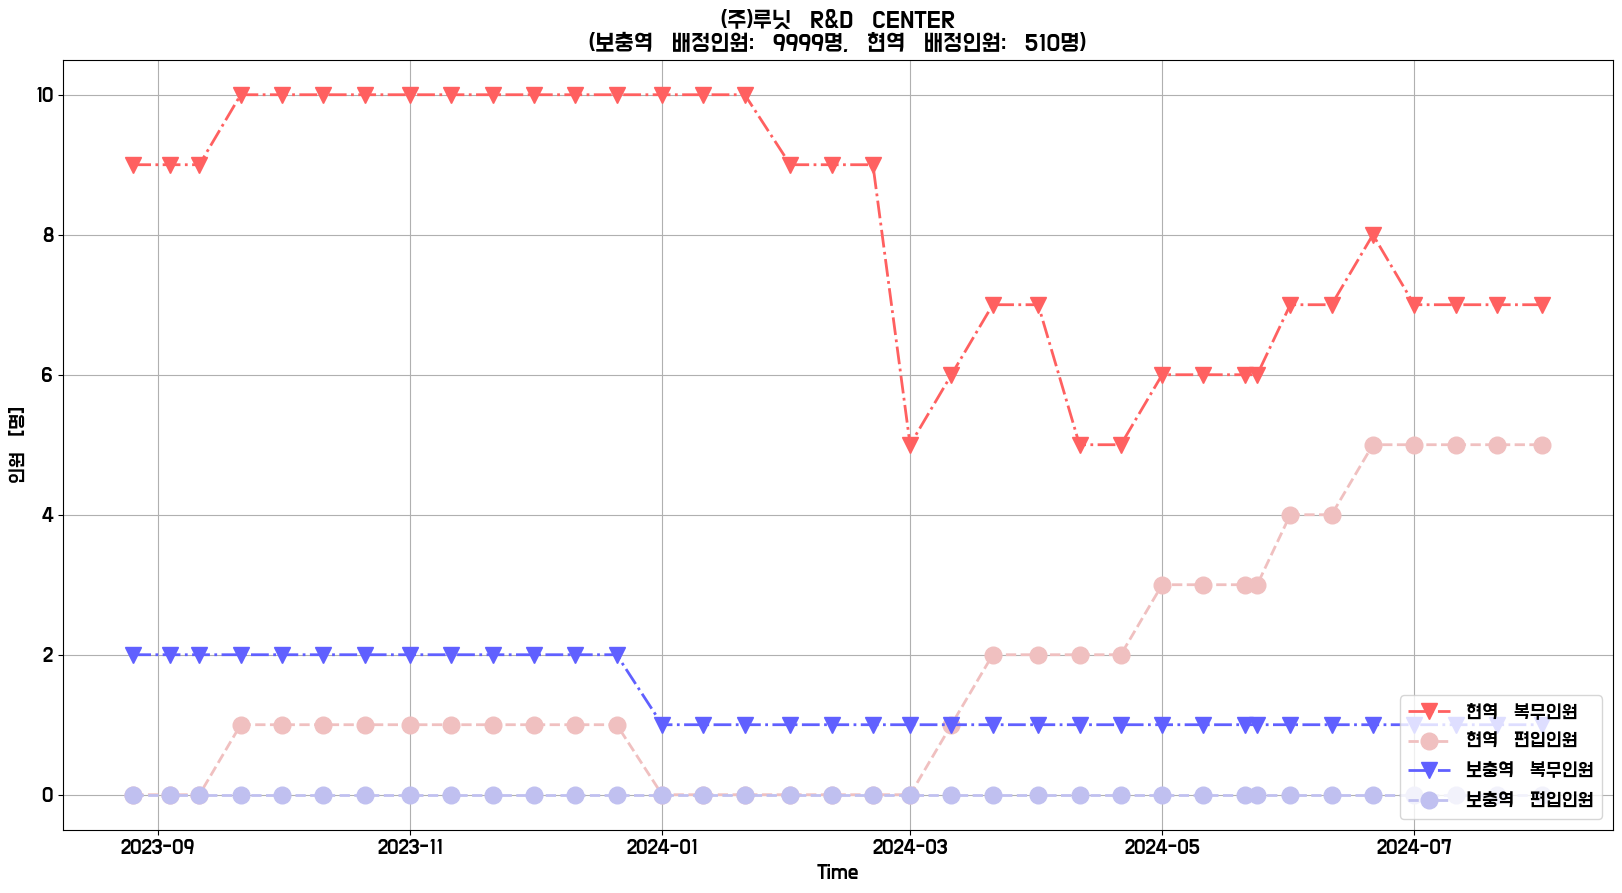 (주)루닛 R&D CENTER
(보충역 배정인원: 9999명, 현역 배정인원: 510명)
10
8
6
4
2
0
인원 [명]
현역 복무인원
현역 편입인원
보충역 복무인원
보충역 편입인원
2023-09 2023-11 2024-01 2024-03 2024-05 2024-07
Time